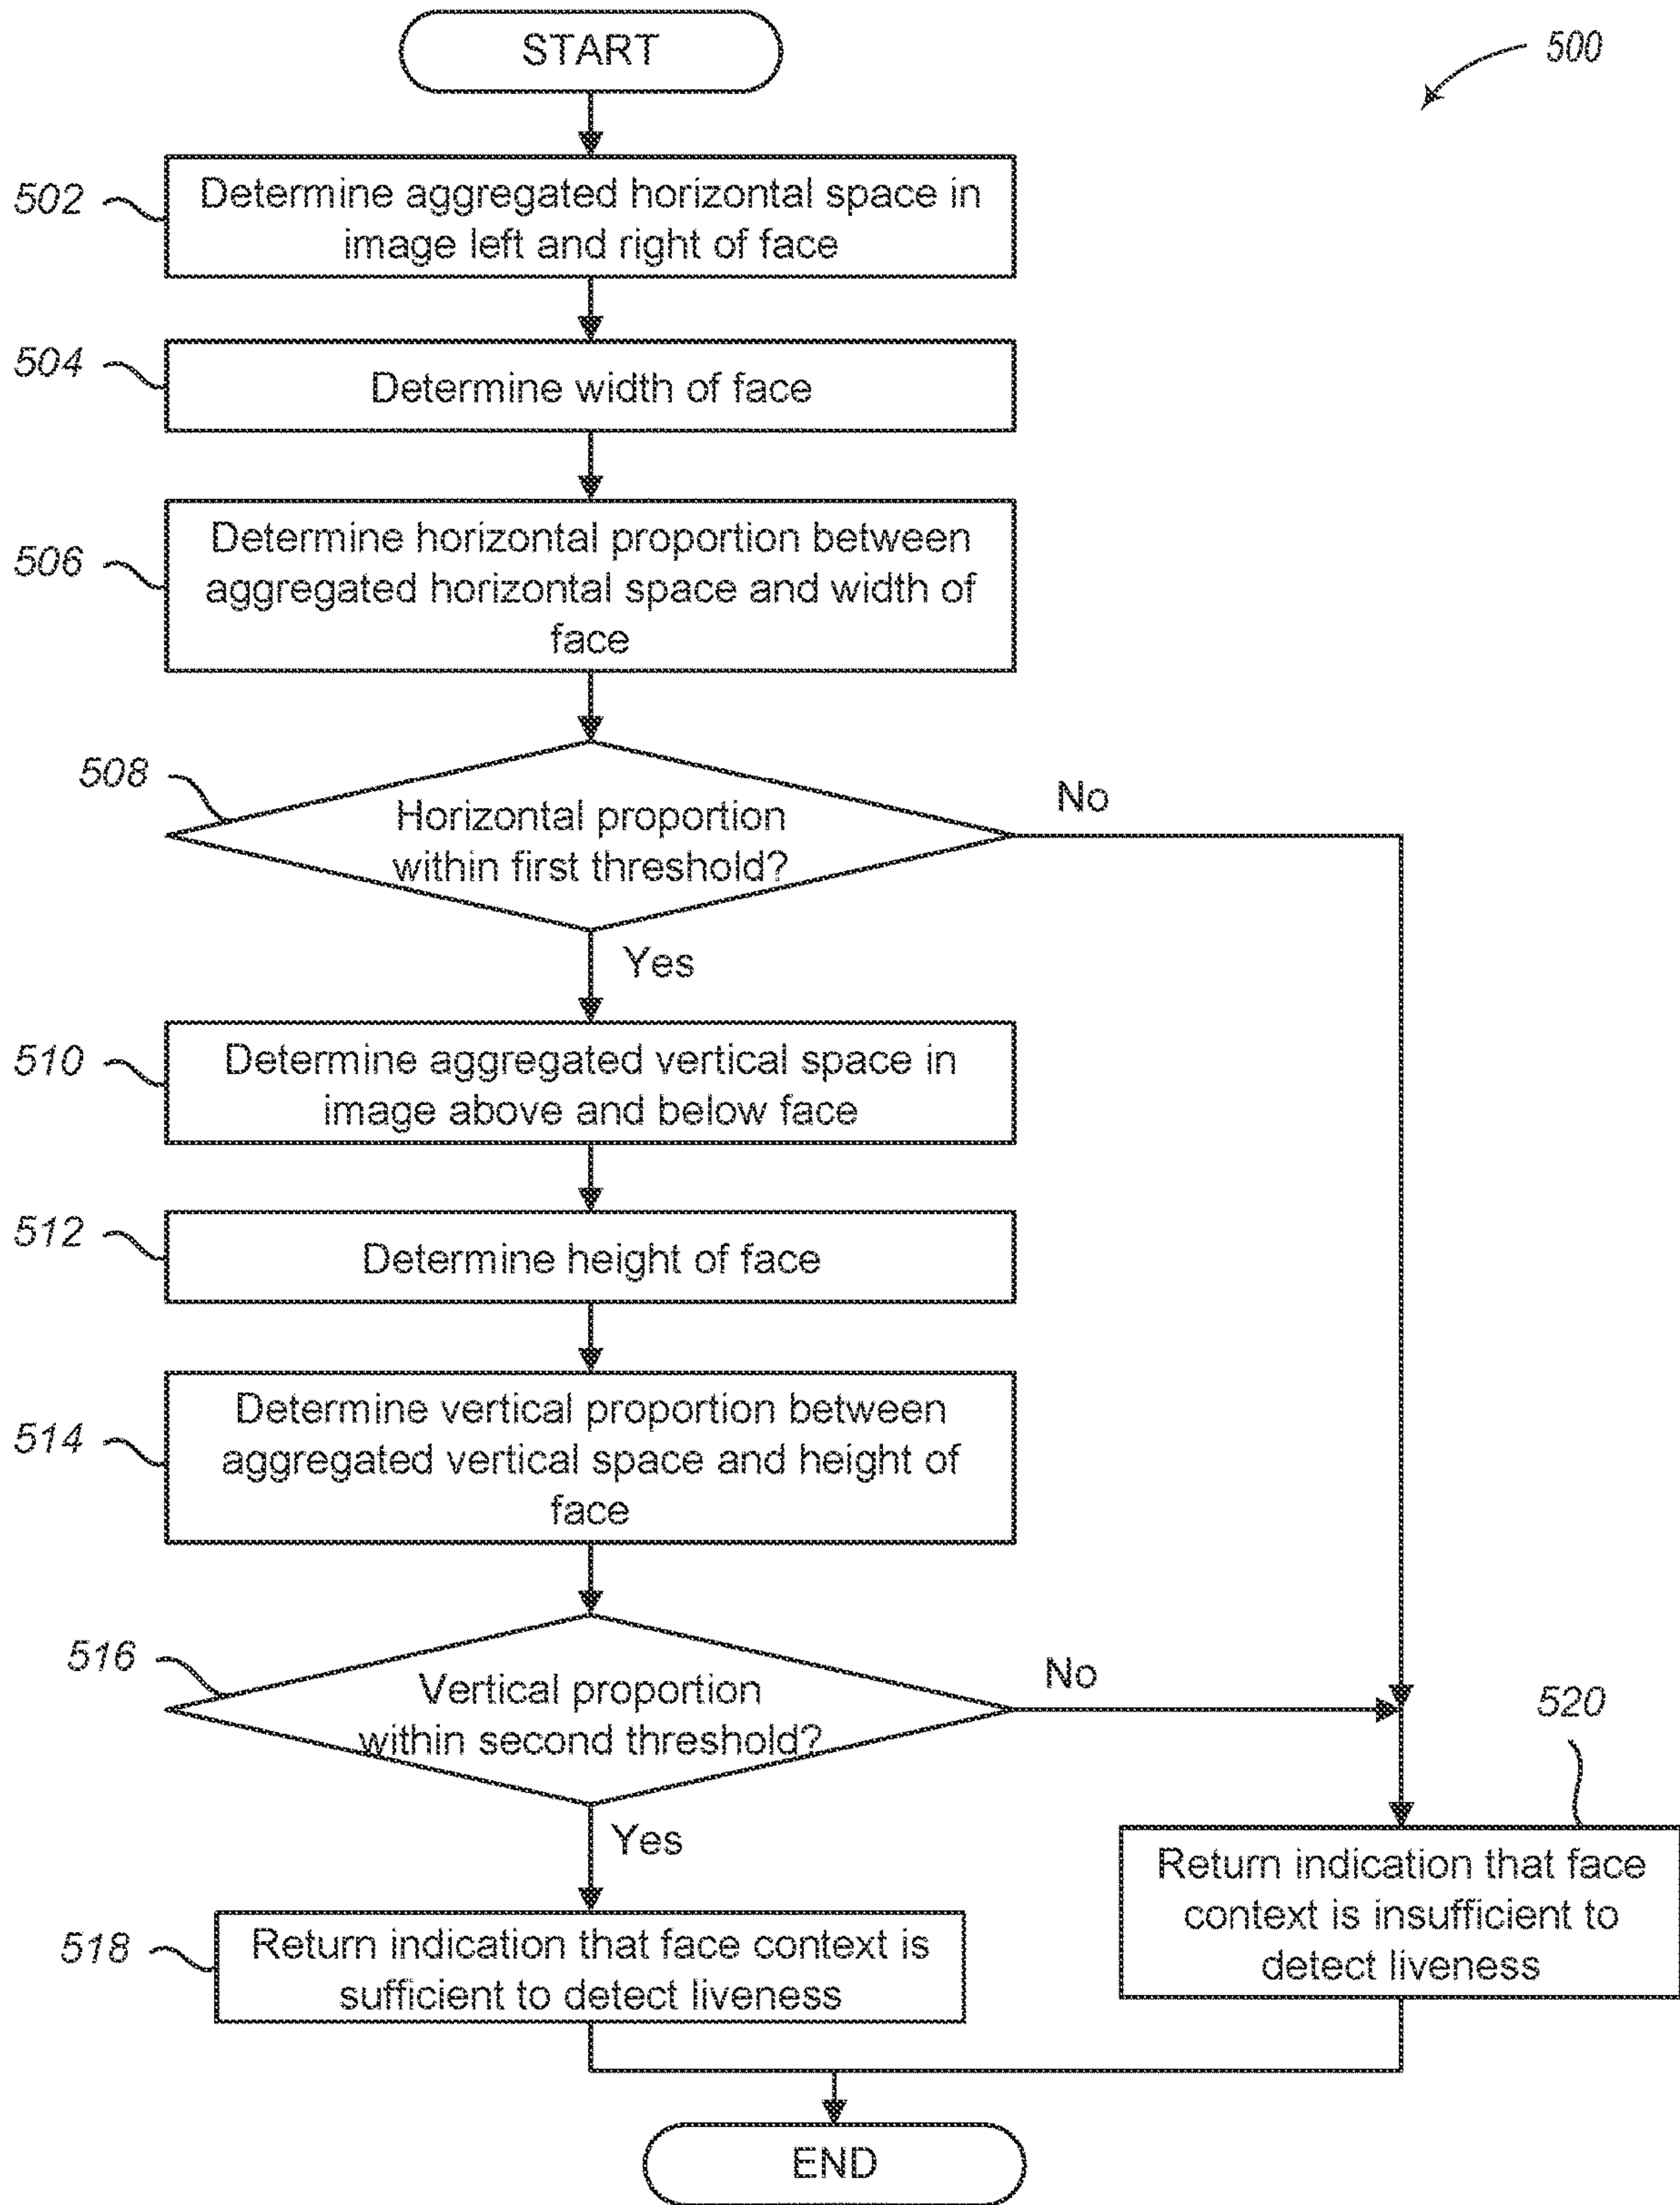 START
500
502
Determine aggregated horizontal space in
image left and right of face
504
Determine width of face
506
Determine horizontal proportion between
aggregated horizontal space and width of
face
508
Horizontal proportion
within first threshold?
No
Yes
510
Determine aggregated vertical space in
image above and below face
512
Determine height of face
514
Determine vertical proportion between
aggregated vertical space and height of
face
516
Vertical proportion
within second threshold?
No
Yes
520
Return indication that face
context is insufficient to
detect liveness
518
Return indication that face context is
sufficient to detect liveness
END